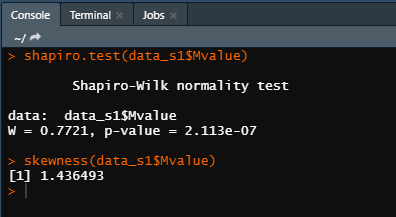 Console Terminal × Jobs ×
~/
> shapiro.test(data_s1$Mvalue)
Shapiro-Wilk normality test
data:  data_s1$Mvalue
W = 0.7721, p-value = 2.113e-07
> skewness(data_s1$Mvalue)
[1] 1.436493
>